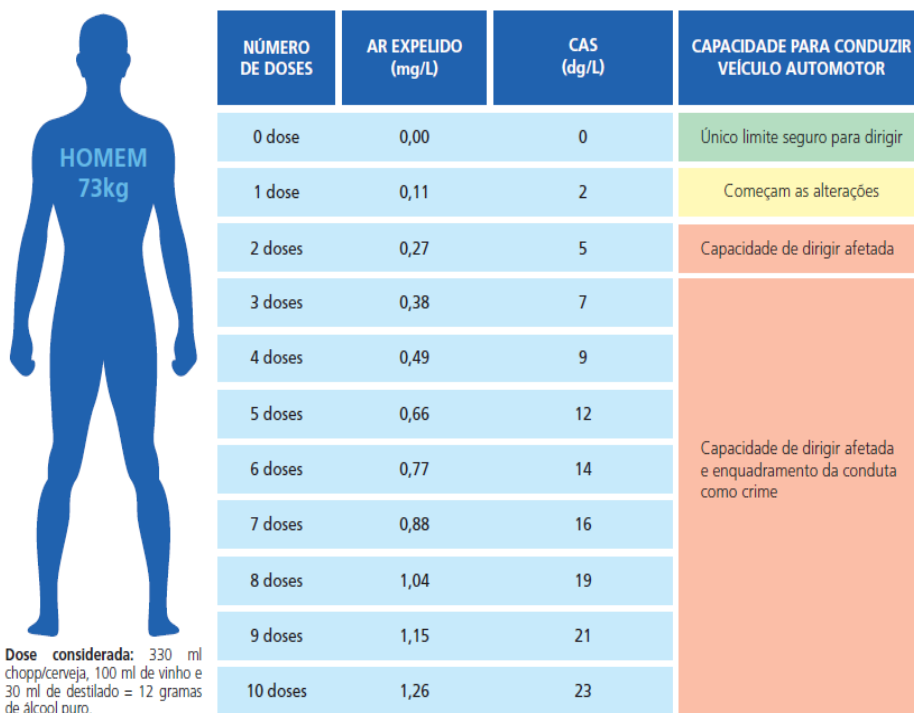 HOMEM
73kg
Dose considerada: 330 ml
chopp/cerveja, 100 ml de vinho e
30 ml de destilado = 12 gramas
de álcool puro.
NÚMERO DE DOSES AR EXPELIDO (mg/L) CAS (dg/L) CAPACIDADE PARA CONDUZIR VEÍCULO AUTOMOTOR
0 dose 0,00 0 Único limite seguro para dirigir
1 dose 0,11 2 Começam as alterações
2 doses 0,27 5 Capacidade de dirigir afetada
3 doses 0,38 7
4 doses 0,49 9
5 doses 0,66 12
6 doses 0,77 14
7 doses 0,88 16
8 doses 1,04 19
9 doses 1,15 21
10 doses 1,26 23
Capacidade de dirigir afetada
e enquadramento da conduta
como crime